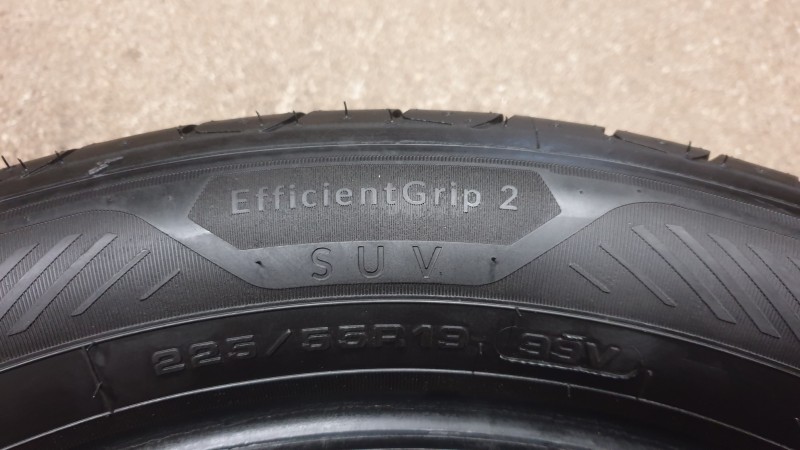 EfficientGrip 2
SUV
225/55R19 99V